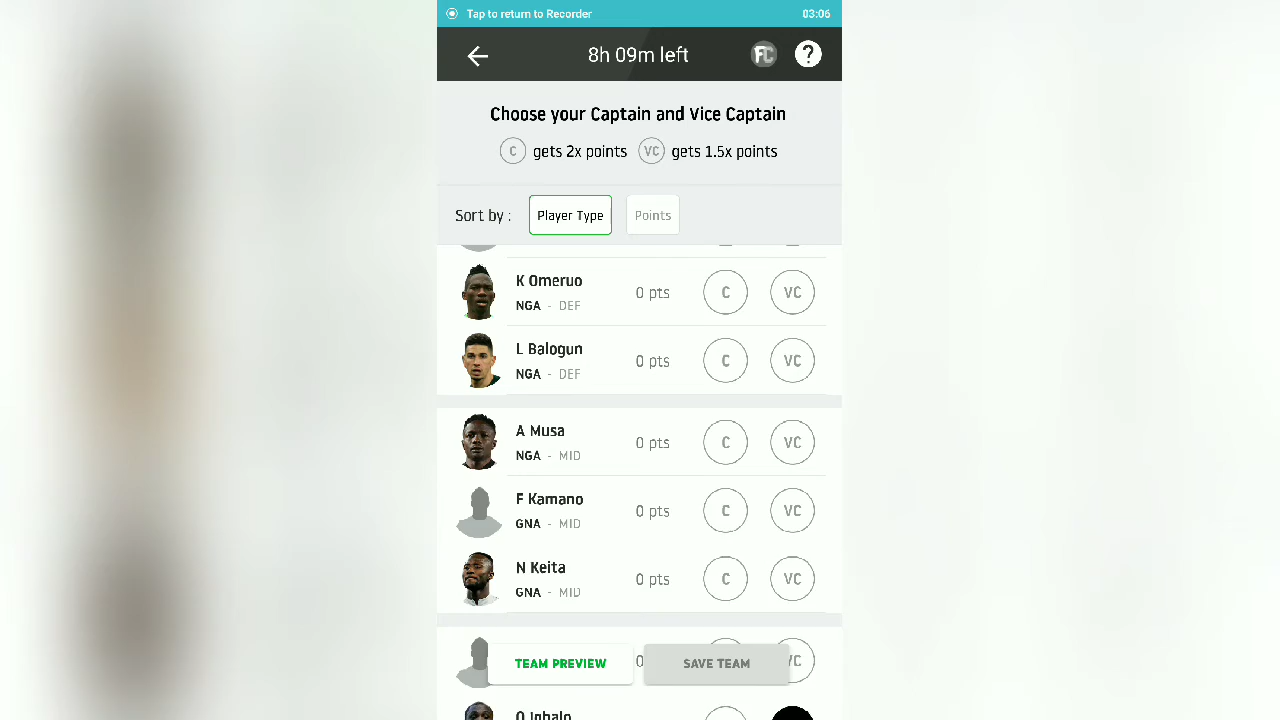 Tap to return to Recorder 03:06
8h 09m left FC ?
Choose your Captain and Vice Captain
C gets 2x points VC gets 1.5x points
Sort by : Player Type Points
K Omeruo
NGA - DEF 0 pts C VC
L Balogun
NGA - DEF 0 pts C VC
A Musa
NGA - MID 0 pts C VC
F Kamano
GNA - MID 0 pts C VC
N Keita
GNA - MID 0 pts C VC
TEAM PREVIEW SAVE TEAM
O Ighalo